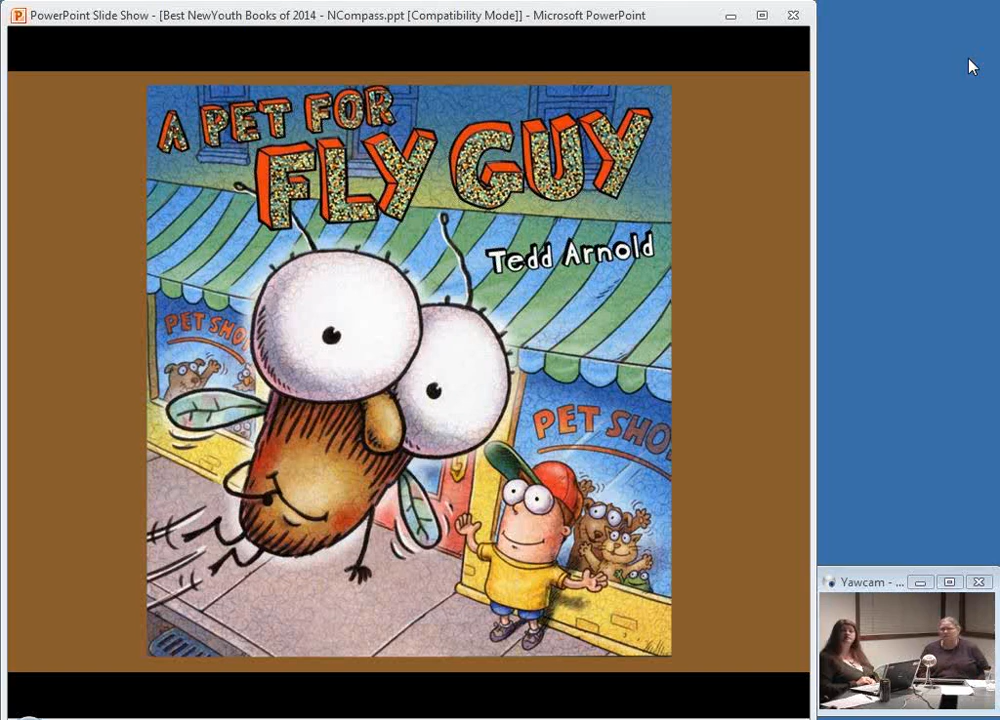 PowerPoint Slide Show - [Best NewYouth Books of 2014 - NCompass.ppt [Compatibility Mode]] - Microsoft PowerPoint
A PET FOR
FLY GUY
Tedd Arnold
PET SHO
PET SHO
Yawcam - ...